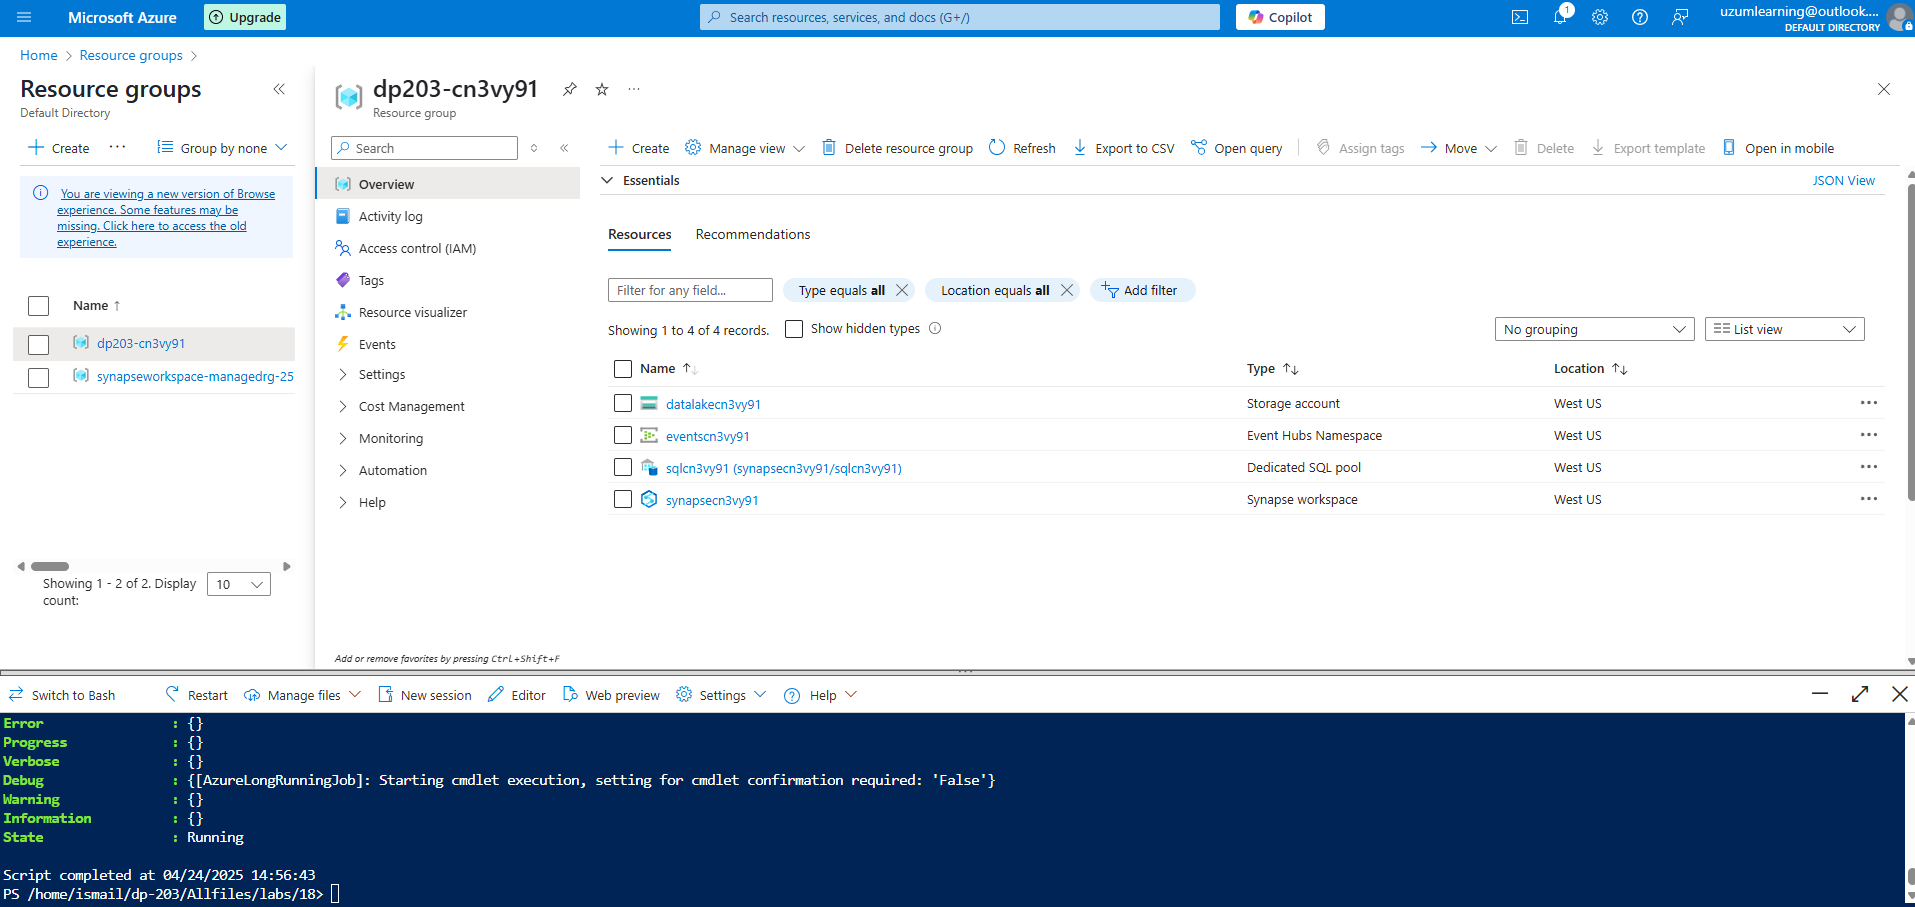 Microsoft Azure
Upgrade
Search resources, services, and docs (G+/)
Copilot
1
uzumlearning@outlook....
DEFAULT DIRECTORY
Home > Resource groups >
Resource groups
Default Directory
Create ··· Group by none
You are viewing a new version of Browse
experience. Some features may be
missing. Click here to access the old
experience.
Name ↑
dp203-cn3vy91
synapseworkspace-managedrg-25
Showing 1 - 2 of 2. Display
count:
10
dp203-cn3vy91
Resource group
Search
Overview
Activity log
Access control (IAM)
Tags
Resource visualizer
Events
Settings
Cost Management
Monitoring
Automation
Help
Add or remove favorites by pressing Ctrl+Shift+F
Create Manage view Delete resource group Refresh Export to CSV Open query Assign tags Move Delete Export template Open in mobile
Essentials JSON View
Resources Recommendations
Filter for any field... Type equals all Location equals all Add filter
Showing 1 to 4 of 4 records. Show hidden types No grouping List view
Name ↑↓ Type ↑↓ Location ↑↓
datalakecn3vy91 Storage account West US ···
eventscn3vy91 Event Hubs Namespace West US ···
sqlcn3vy91 (synapsecn3vy91/sqlcn3vy91) Dedicated SQL pool West US ···
synapsecn3vy91 Synapse workspace West US ···
Switch to Bash Restart Manage files New session Editor Web preview Settings Help
Error : {}
Progress : {}
Verbose : {}
Debug : {[AzureLongRunningJob]: Starting cmdlet execution, setting for cmdlet confirmation required: 'False'}
Warning : {}
Information : {}
State : Running
Script completed at 04/24/2025 14:56:43
PS /home/ismail/dp-203/Allfiles/labs/18>